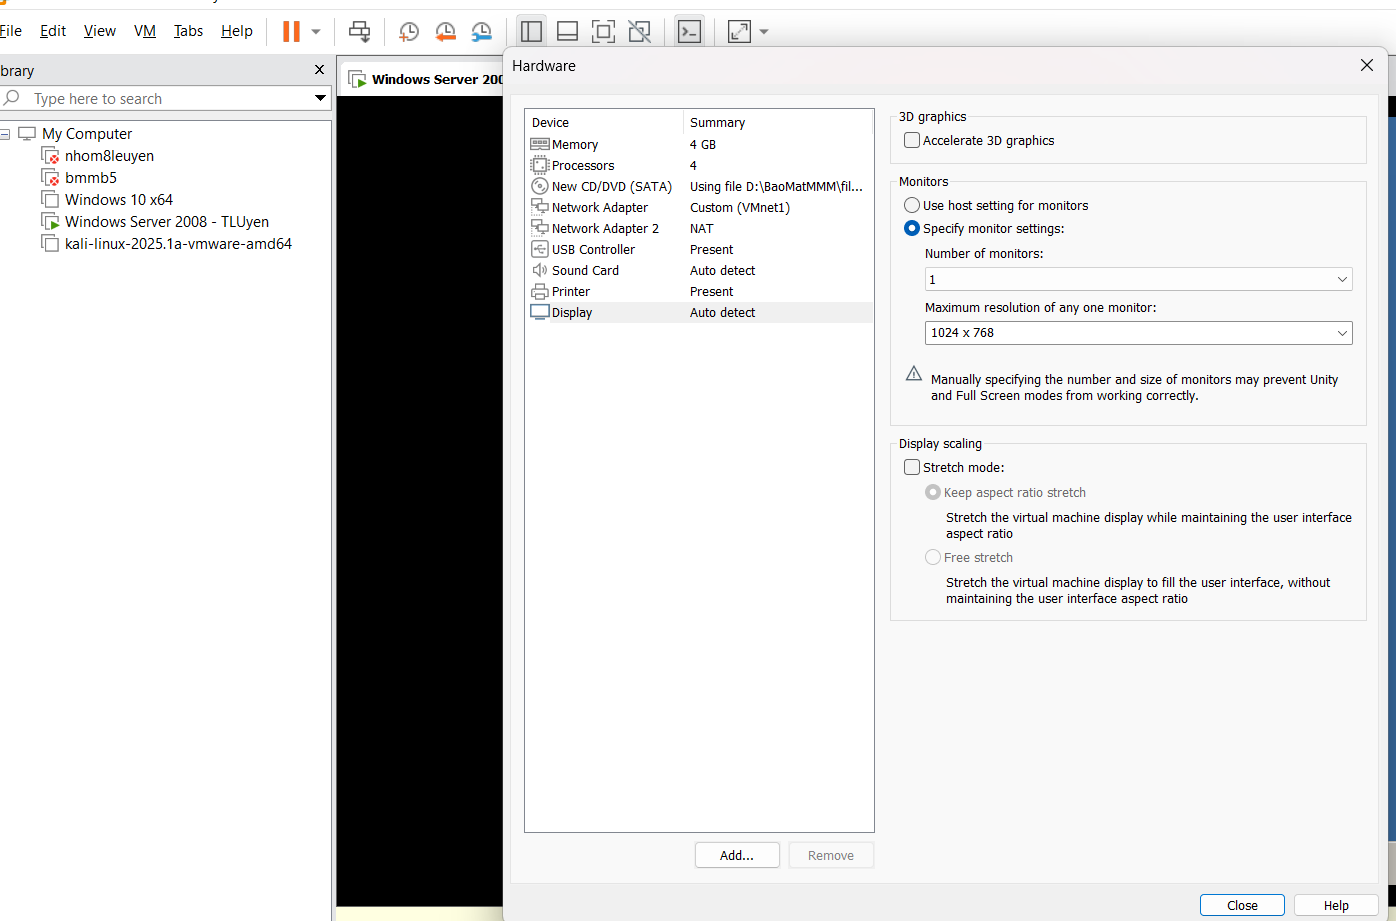 File Edit View VM Tabs Help
brary
Type here to search
My Computer
nhom8leuyen
bmmb5
Windows 10 x64
Windows Server 2008 - TLUyen
kali-linux-2025.1a-vmware-amd64
Windows Server 200
Hardware
Device Summary
Memory 4 GB
Processors 4
New CD/DVD (SATA) Using file D:\BaoMatMMM\fil...
Network Adapter Custom (VMnet1)
Network Adapter 2 NAT
USB Controller Present
Sound Card Auto detect
Printer Present
Display Auto detect
Add... Remove
3D graphics
Accelerate 3D graphics
Monitors
Use host setting for monitors
Specify monitor settings:
Number of monitors:
1
Maximum resolution of any one monitor:
1024 x 768
Manually specifying the number and size of monitors may prevent Unity
and Full Screen modes from working correctly.
Display scaling
Stretch mode:
Keep aspect ratio stretch
Stretch the virtual machine display while maintaining the user interface
aspect ratio
Free stretch
Stretch the virtual machine display to fill the user interface, without
maintaining the user interface aspect ratio
Close Help